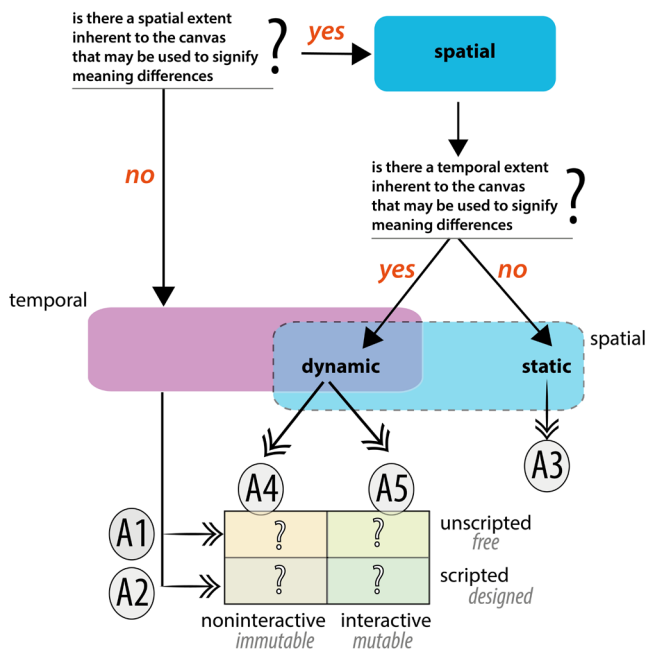 is there a spatial extent
inherent to the canvas
that may be used to signify
meaning differences
?
yes
spatial
no
is there a temporal extent
inherent to the canvas
that may be used to signify
meaning differences
?
yes
no
temporal
spatial
dynamic
static
A3
A4
A5
A1
?
?
unscripted
free
A2
?
?
scripted
designed
noninteractive
immutable
interactive
mutable